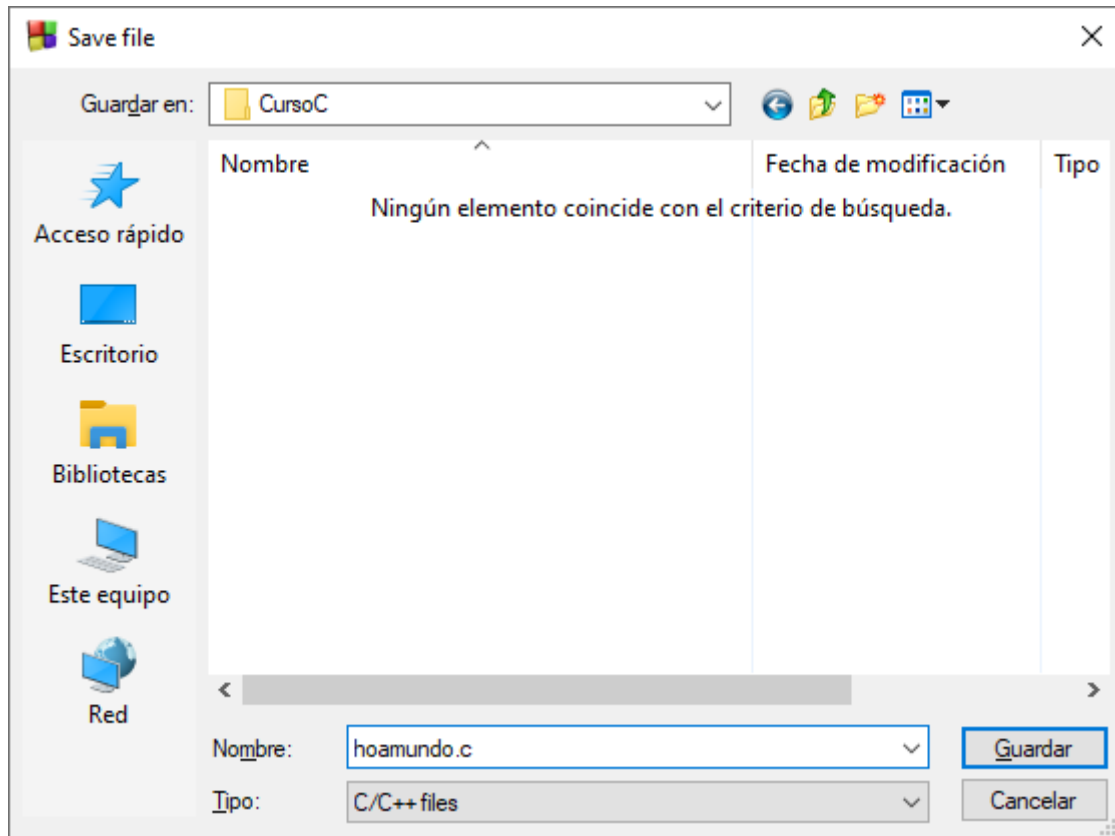 Save file
Guardar en: CursoC
Nombre Fecha de modificación Tipo
Ningún elemento coincide con el criterio de búsqueda.
Acceso rápido
Escritorio
Bibliotecas
Este equipo
Red
Nombre: hoamundo.c Guardar
Tipo: C/C++ files Cancelar